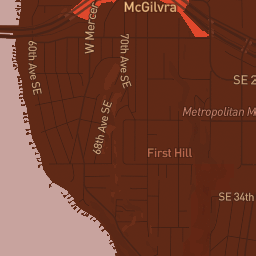 McGilvra
W Mercer
60th Ave SE
70th Ave SE
SE 2
Metropolitan M
68th Ave SE
First Hill
SE 34th